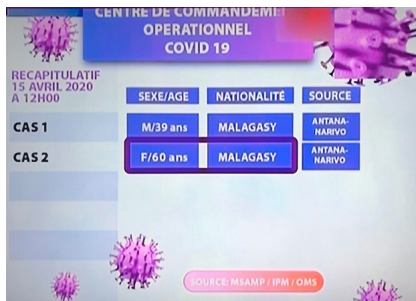 CENTRE DE COMMANDEMENT
OPERATIONNEL
COVID 19
RECAPITULATIF
15 AVRIL 2020
A 12H00
SEXE/AGE NATIONALITÉ SOURCE
CAS 1 M/39 ans MALAGASY ANTANA-
NARIVO
CAS 2 F/60 ans MALAGASY ANTANA-
NARIVO
SOURCE: MSAMP / IPM / OMS